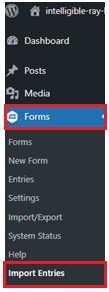 intelligible-ray-
Dashboard
Posts
Media
Forms
Forms
New Form
Entries
Settings
Import/Export
System Status
Help
Import Entries